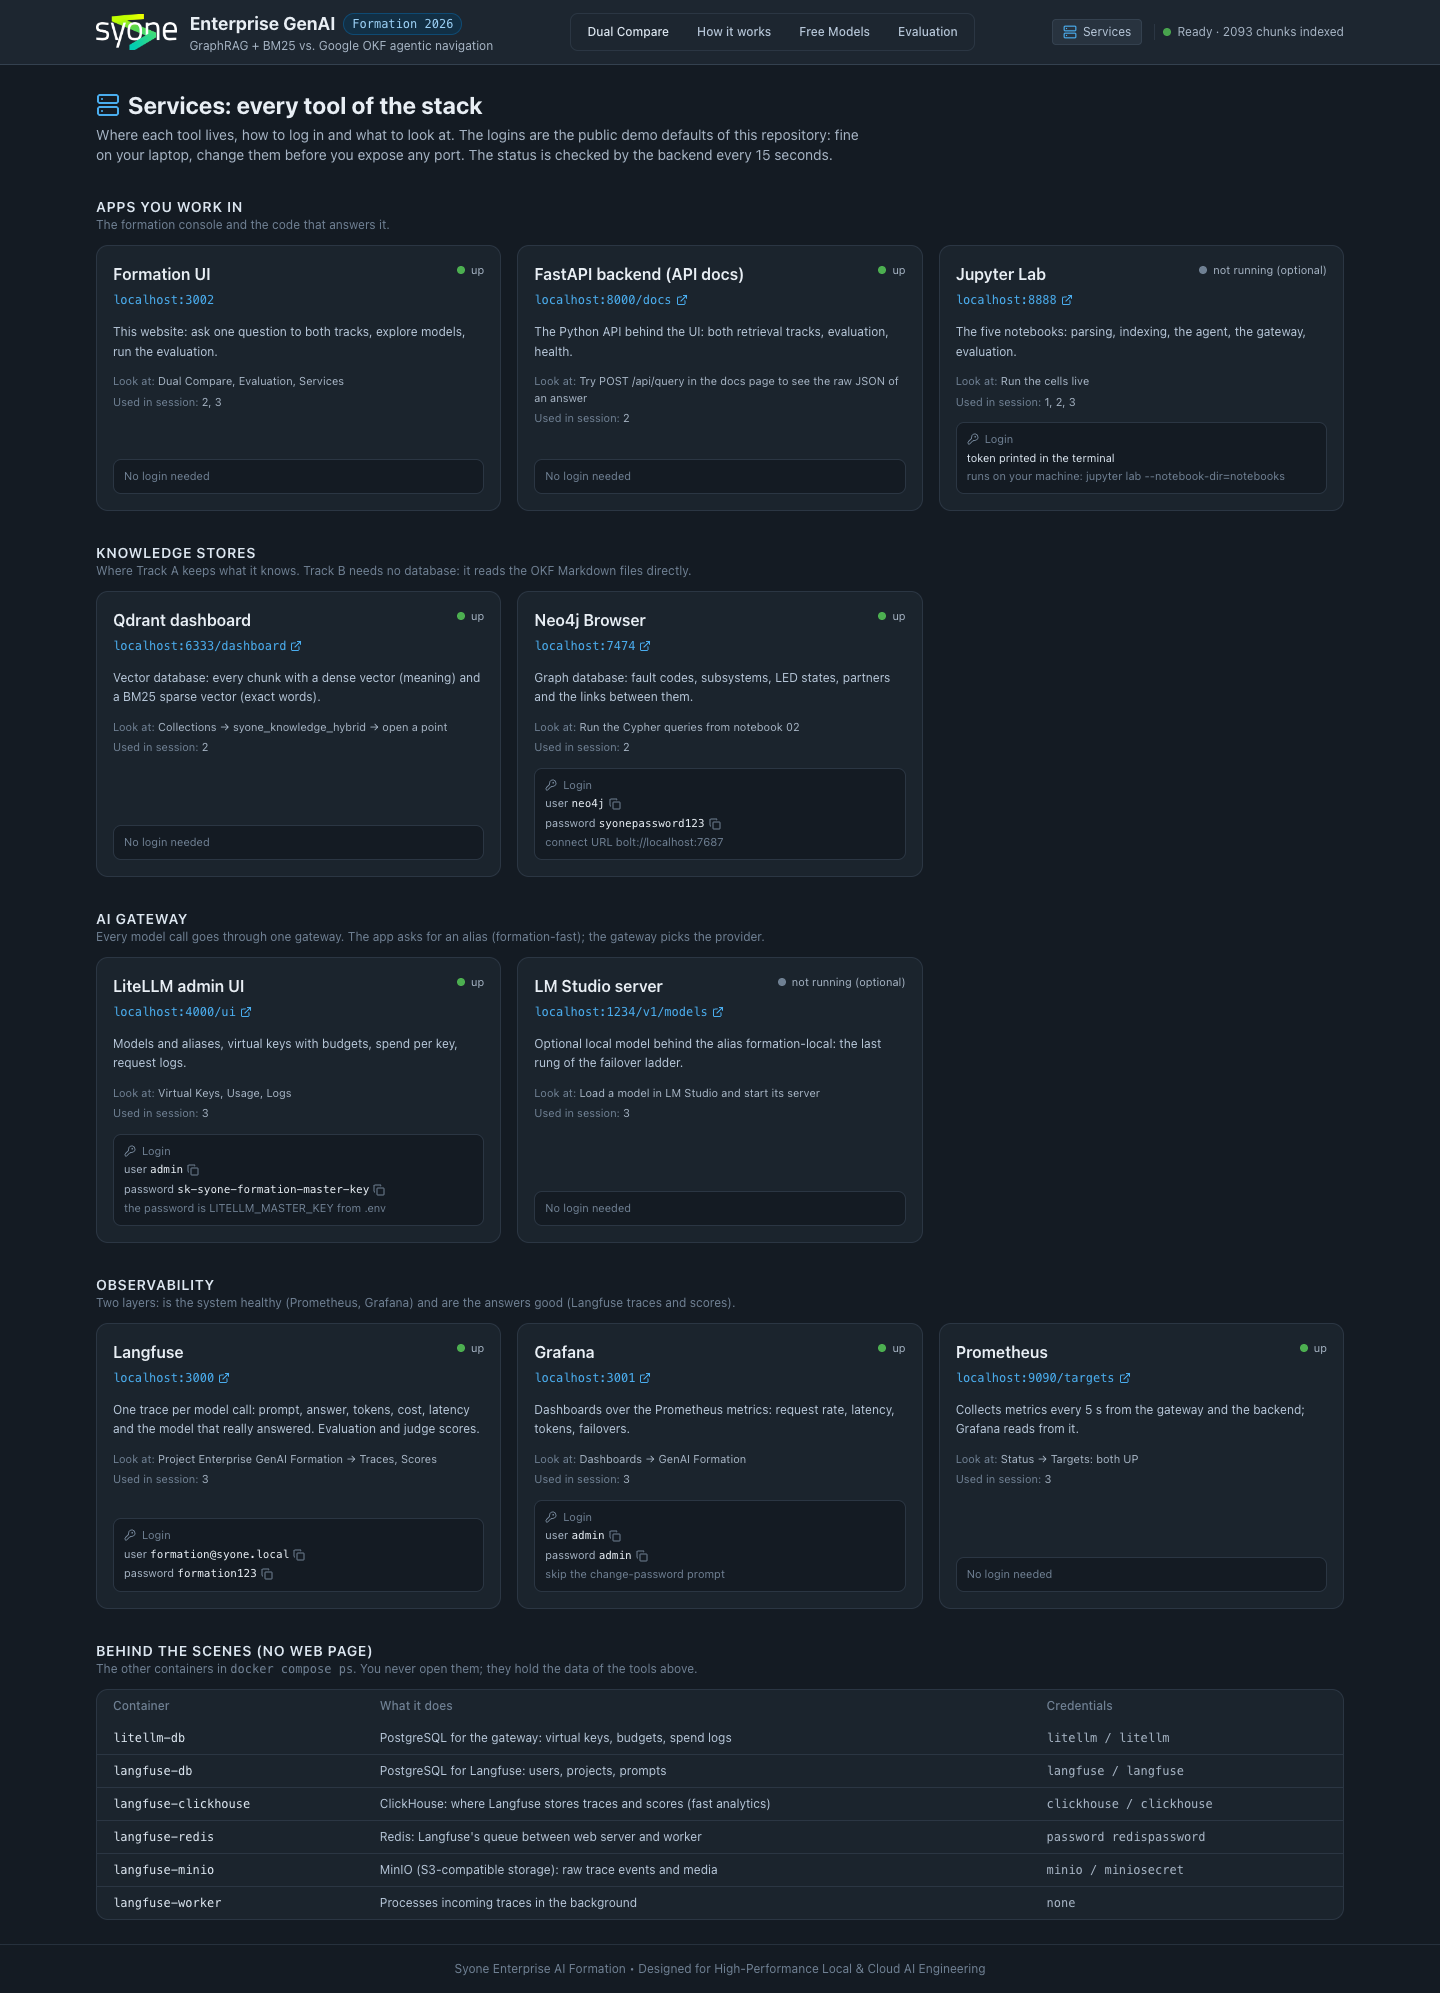 syone
Enterprise GenAI
Formation 2026
GraphRAG + BM25 vs. Google OKF agentic navigation
Dual Compare
How it works
Free Models
Evaluation
Services
Ready · 2093 chunks indexed
Services: every tool of the stack
Where each tool lives, how to log in and what to look at. The logins are the public demo defaults of this repository: fine
on your laptop, change them before you expose any port. The status is checked by the backend every 15 seconds.
APPS YOU WORK IN
The formation console and the code that answers it.
Formation UI
up
localhost:3002
This website: ask one question to both tracks, explore models,
run the evaluation.
Look at: Dual Compare, Evaluation, Services
Used in session: 2, 3
No login needed
FastAPI backend (API docs)
up
localhost:8000/docs
The Python API behind the UI: both retrieval tracks, evaluation,
health.
Look at: Try POST /api/query in the docs page to see the raw JSON of
an answer
Used in session: 2
No login needed
Jupyter Lab
not running (optional)
localhost:8888
The five notebooks: parsing, indexing, the agent, the gateway,
evaluation.
Look at: Run the cells live
Used in session: 1, 2, 3
Login
token printed in the terminal
runs on your machine: jupyter lab --notebook-dir=notebooks
KNOWLEDGE STORES
Where Track A keeps what it knows. Track B needs no database: it reads the OKF Markdown files directly.
Qdrant dashboard
up
localhost:6333/dashboard
Vector database: every chunk with a dense vector (meaning) and
a BM25 sparse vector (exact words).
Look at: Collections → syone_knowledge_hybrid → open a point
Used in session: 2
No login needed
Neo4j Browser
up
localhost:7474
Graph database: fault codes, subsystems, LED states, partners
and the links between them.
Look at: Run the Cypher queries from notebook 02
Used in session: 2
Login
user neo4j
password syonepassword123
connect URL bolt://localhost:7687
AI GATEWAY
Every model call goes through one gateway. The app asks for an alias (formation-fast); the gateway picks the provider.
LiteLLM admin UI
up
localhost:4000/ui
Models and aliases, virtual keys with budgets, spend per key,
request logs.
Look at: Virtual Keys, Usage, Logs
Used in session: 3
Login
user admin
password sk-syone-formation-master-key
the password is LITELLM_MASTER_KEY from .env
LM Studio server
not running (optional)
localhost:1234/v1/models
Optional local model behind the alias formation-local: the last
rung of the failover ladder.
Look at: Load a model in LM Studio and start its server
Used in session: 3
No login needed
OBSERVABILITY
Two layers: is the system healthy (Prometheus, Grafana) and are the answers good (Langfuse traces and scores).
Langfuse
up
localhost:3000
One trace per model call: prompt, answer, tokens, cost, latency
and the model that really answered. Evaluation and judge scores.
Look at: Project Enterprise GenAI Formation → Traces, Scores
Used in session: 3
Login
user formation@syone.local
password formation123
Grafana
up
localhost:3001
Dashboards over the Prometheus metrics: request rate, latency,
tokens, failovers.
Look at: Dashboards → GenAI Formation
Used in session: 3
Login
user admin
password admin
skip the change-password prompt
Prometheus
up
localhost:9090/targets
Collects metrics every 5 s from the gateway and the backend;
Grafana reads from it.
Look at: Status → Targets: both UP
Used in session: 3
No login needed
BEHIND THE SCENES (NO WEB PAGE)
The other containers in docker compose ps. You never open them; they hold the data of the tools above.
Container What it does Credentials
litellm-db PostgreSQL for the gateway: virtual keys, budgets, spend logs litellm / litellm
langfuse-db PostgreSQL for Langfuse: users, projects, prompts langfuse / langfuse
langfuse-clickhouse ClickHouse: where Langfuse stores traces and scores (fast analytics) clickhouse / clickhouse
langfuse-redis Redis: Langfuse's queue between web server and worker password redispassword
langfuse-minio MinIO (S3-compatible storage): raw trace events and media minio / miniosecret
langfuse-worker Processes incoming traces in the background none
Syone Enterprise AI Formation • Designed for High-Performance Local & Cloud AI Engineering